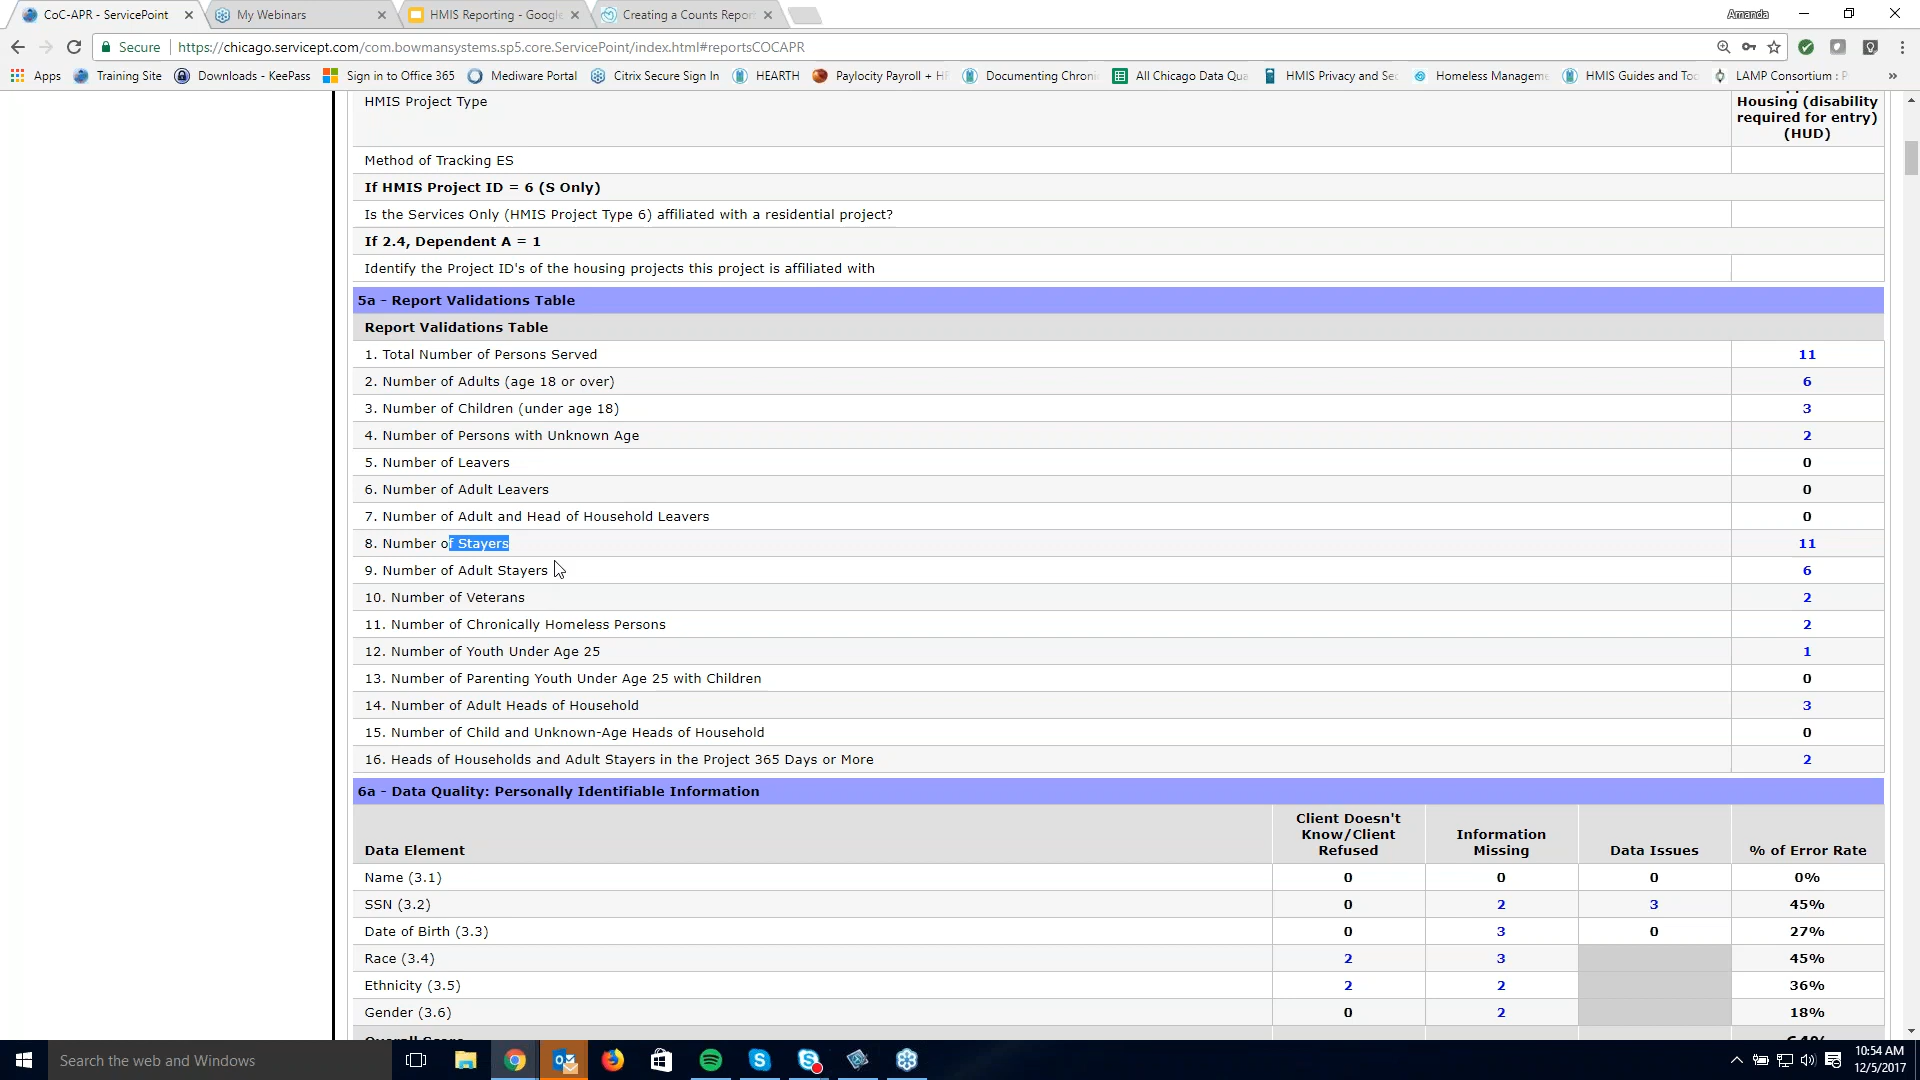 CoC-APR - ServicePoint
My Webinars
HMIS Reporting - Google
Creating a Counts Report
Amanda
Secure
https://chicago.servicept.com/com.bowmansystems.sp5.core.ServicePoint/index.html#reportsCOCAPR
Apps
Training Site
Downloads - KeePass
Sign in to Office 365
Mediware Portal
Citrix Secure Sign In
HEARTH
Paylocity Payroll + H
Documenting Chroni
All Chicago Data Qua
HMIS Privacy and Sec
Homeless Manageme
HMIS Guides and Too
LAMP Consortium : P
HMIS Project Type
Housing (disability
required for entry)
(HUD)
Method of Tracking ES
If HMIS Project ID = 6 (S Only)
Is the Services Only (HMIS Project Type 6) affiliated with a residential project?
If 2.4, Dependent A = 1
Identify the Project ID's of the housing projects this project is affiliated with
5a - Report Validations Table
Report Validations Table
1. Total Number of Persons Served 11
2. Number of Adults (age 18 or over) 6
3. Number of Children (under age 18) 3
4. Number of Persons with Unknown Age 2
5. Number of Leavers 0
6. Number of Adult Leavers 0
7. Number of Adult and Head of Household Leavers 0
8. Number of Stayers 11
9. Number of Adult Stayers 6
10. Number of Veterans 2
11. Number of Chronically Homeless Persons 2
12. Number of Youth Under Age 25 1
13. Number of Parenting Youth Under Age 25 with Children 0
14. Number of Adult Heads of Household 3
15. Number of Child and Unknown-Age Heads of Household 0
16. Heads of Households and Adult Stayers in the Project 365 Days or More 2
6a - Data Quality: Personally Identifiable Information
Data Element
Client Doesn't
Know/Client
Refused
Information
Missing
Data Issues
% of Error Rate
Name (3.1) 0 0 0 0%
SSN (3.2) 0 2 3 45%
Date of Birth (3.3) 0 3 0 27%
Race (3.4) 2 3 45%
Ethnicity (3.5) 2 2 36%
Gender (3.6) 0 2 18%
Overall Score 64%
Search the web and Windows
10:54 AM
12/5/2017